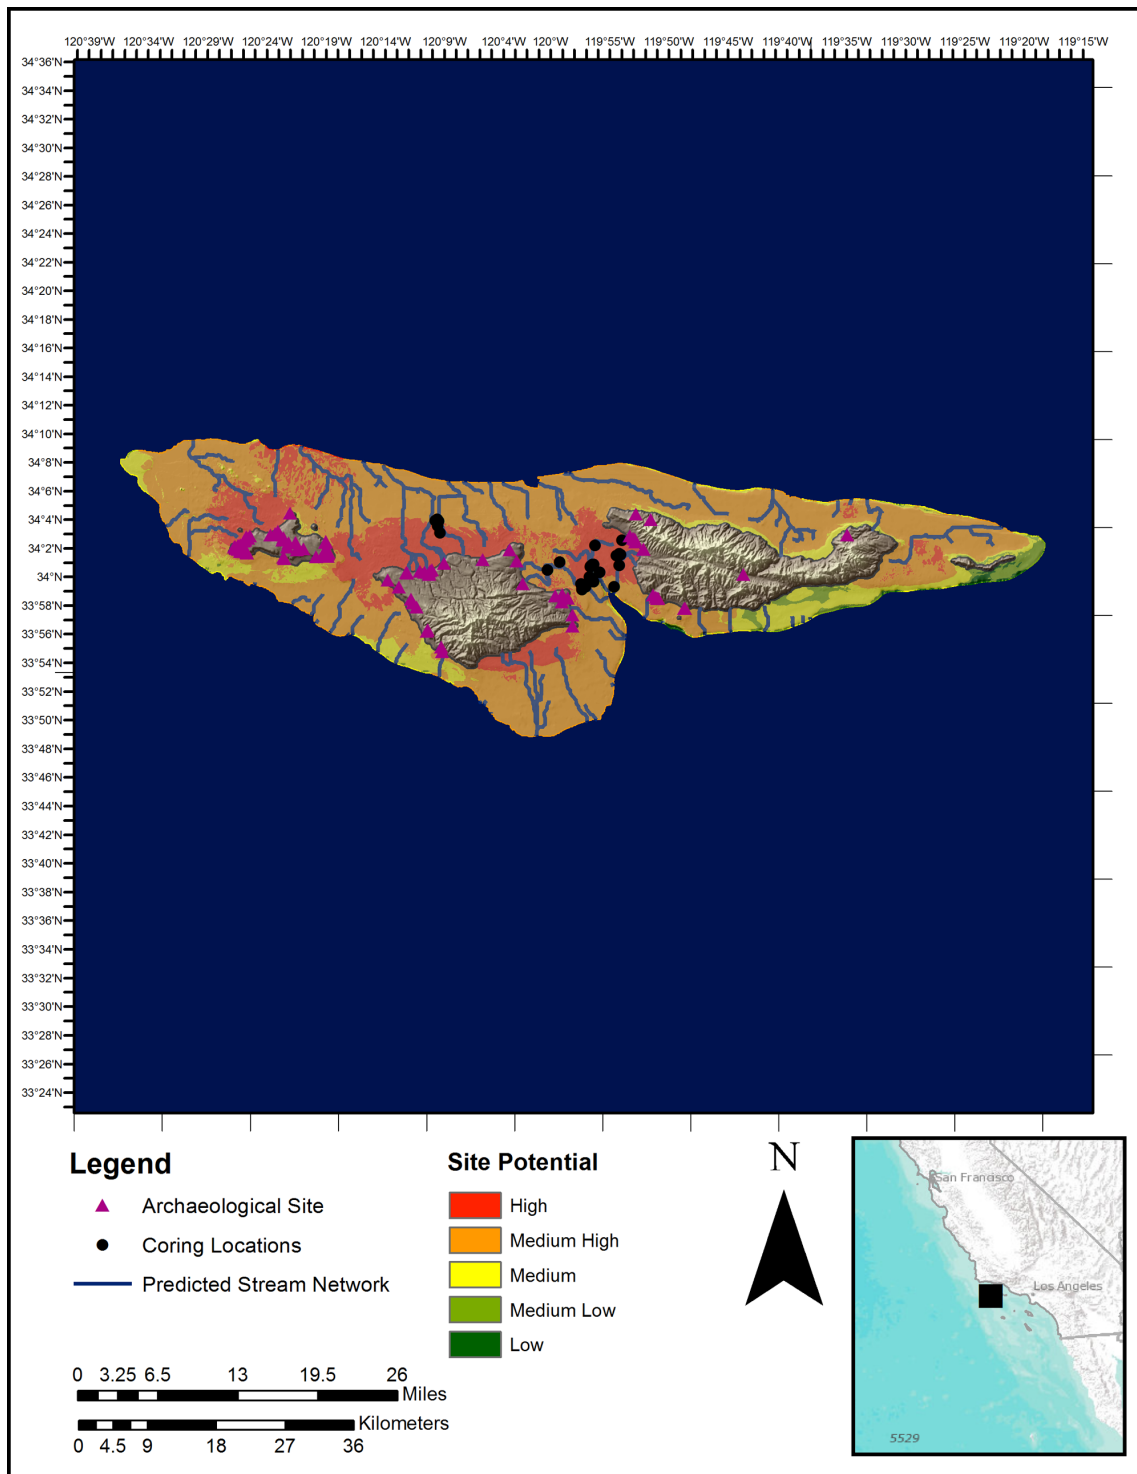 120°39'W 120°34'W 120°29'W 120°24'W 120°19'W 120°14'W 120°9'W 120°4'W 120°0'W 119°55'W 119°50'W 119°45'W 119°40'W 119°35'W 119°30'W 119°25'W 119°20'W 119°15'W
34°36'N
34°34'N
34°32'N
34°30'N
34°28'N
34°26'N
34°24'N
34°22'N
34°20'N
34°18'N
34°16'N
34°14'N
34°12'N
34°10'N
34°8'N
34°6'N
34°4'N
34°2'N
34°0'N
33°58'N
33°56'N
33°54'N
33°52'N
33°50'N
33°48'N
33°46'N
33°44'N
33°42'N
33°40'N
33°38'N
33°36'N
33°34'N
33°32'N
33°30'N
33°28'N
33°26'N
33°24'N
Legend
Archaeological Site
Coring Locations
Predicted Stream Network
0 3.25 6.5 13 19.5 26
Miles
Kilometers
0 4.5 9 18 27 36
Site Potential
High
Medium High
Medium
Medium Low
Low
N
San Francisco
Los Angeles
5529